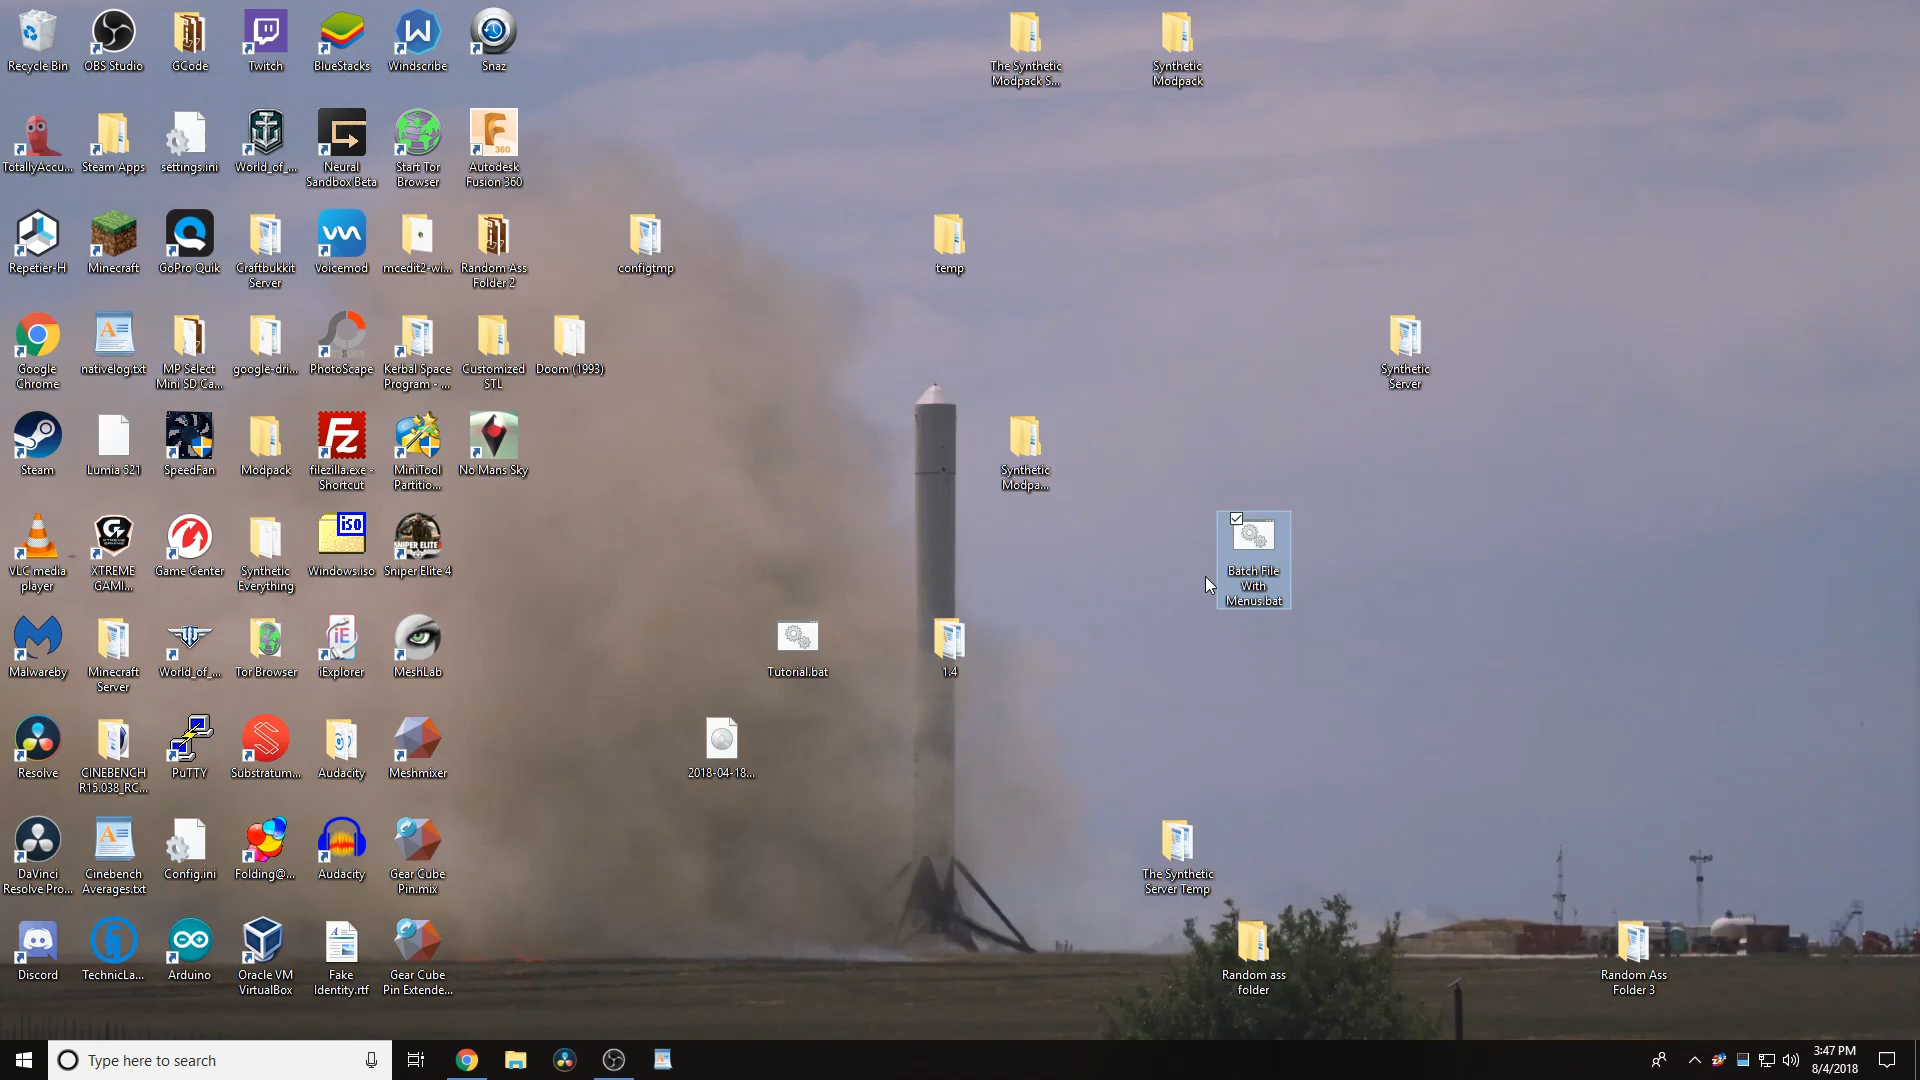 Recycle Bin
OBS Studio
GCode
Twitch
BlueStacks
Windscribe
Snaz
The Synthetic
Modpack S...
Synthetic
Modpack
TotallyAccu...
Steam Apps
settings.ini
World_of_...
Neural
Sandbox Beta
Start Tor
Browser
F
360
Autodesk
Fusion 360
Repetier-H
Minecraft
GoPro Quik
Craftbukkit
Server
Voicemod
mcedit2-wi...
Random Ass
Folder 2
configtmp
temp
Google
Chrome
nativelog.txt
MP Select
Mini SD Ca...
google-dri...
PhotoScape
Kerbal Space
Program - ...
Customized
STL
Doom (1993)
Synthetic
Server
Steam
Lumia 521
SpeedFan
Modpack
Fz
filezilla.exe -
Shortcut
MiniTool
Partitio...
No Mans Sky
Synthetic
Modpa...
VLC media
player
XTREME
GAMI...
Game Center
Synthetic
Everything
iso
Windows.iso
SNIPER ELITE
Sniper Elite 4
Batch File
With
Menus.bat
Malwareby
Minecraft
Server
World_of_...
Tor Browser
iE
iExplorer
MeshLab
Tutorial.bat
1.4
Resolve
CINEBENCH
R15.038_RC...
PuTTY
Substratum...
Audacity
Meshmixer
2018-04-18...
DaVinci
Resolve Pro...
Cinebench
Averages.txt
Config.ini
Folding@...
Audacity
Gear Cube
Pin.mix
The Synthetic
Server Temp
Discord
TechnicLa...
Arduino
Oracle VM
VirtualBox
Fake
Identity.rtf
Gear Cube
Pin Extende...
Random ass
folder
Random Ass
Folder 3
Type here to search
3:47 PM
8/4/2018